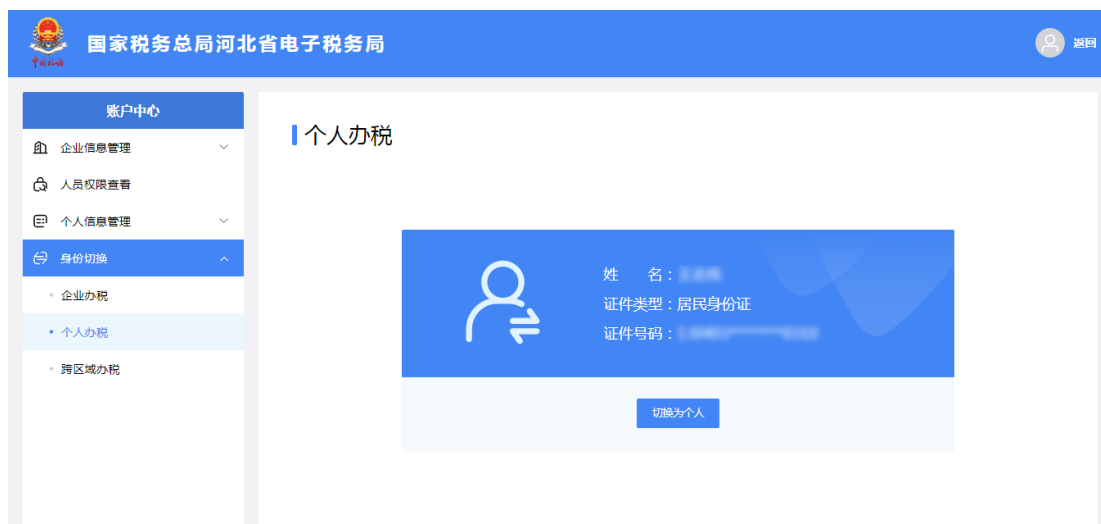 国家税务总局河北省电子税务局
中国税务
返回
账户中心
企业信息管理
人员权限查看
个人信息管理
身份切换
企业办税
个人办税
跨区域办税
个人办税
姓 名：
证件类型：居民身份证
证件号码：
切换为个人